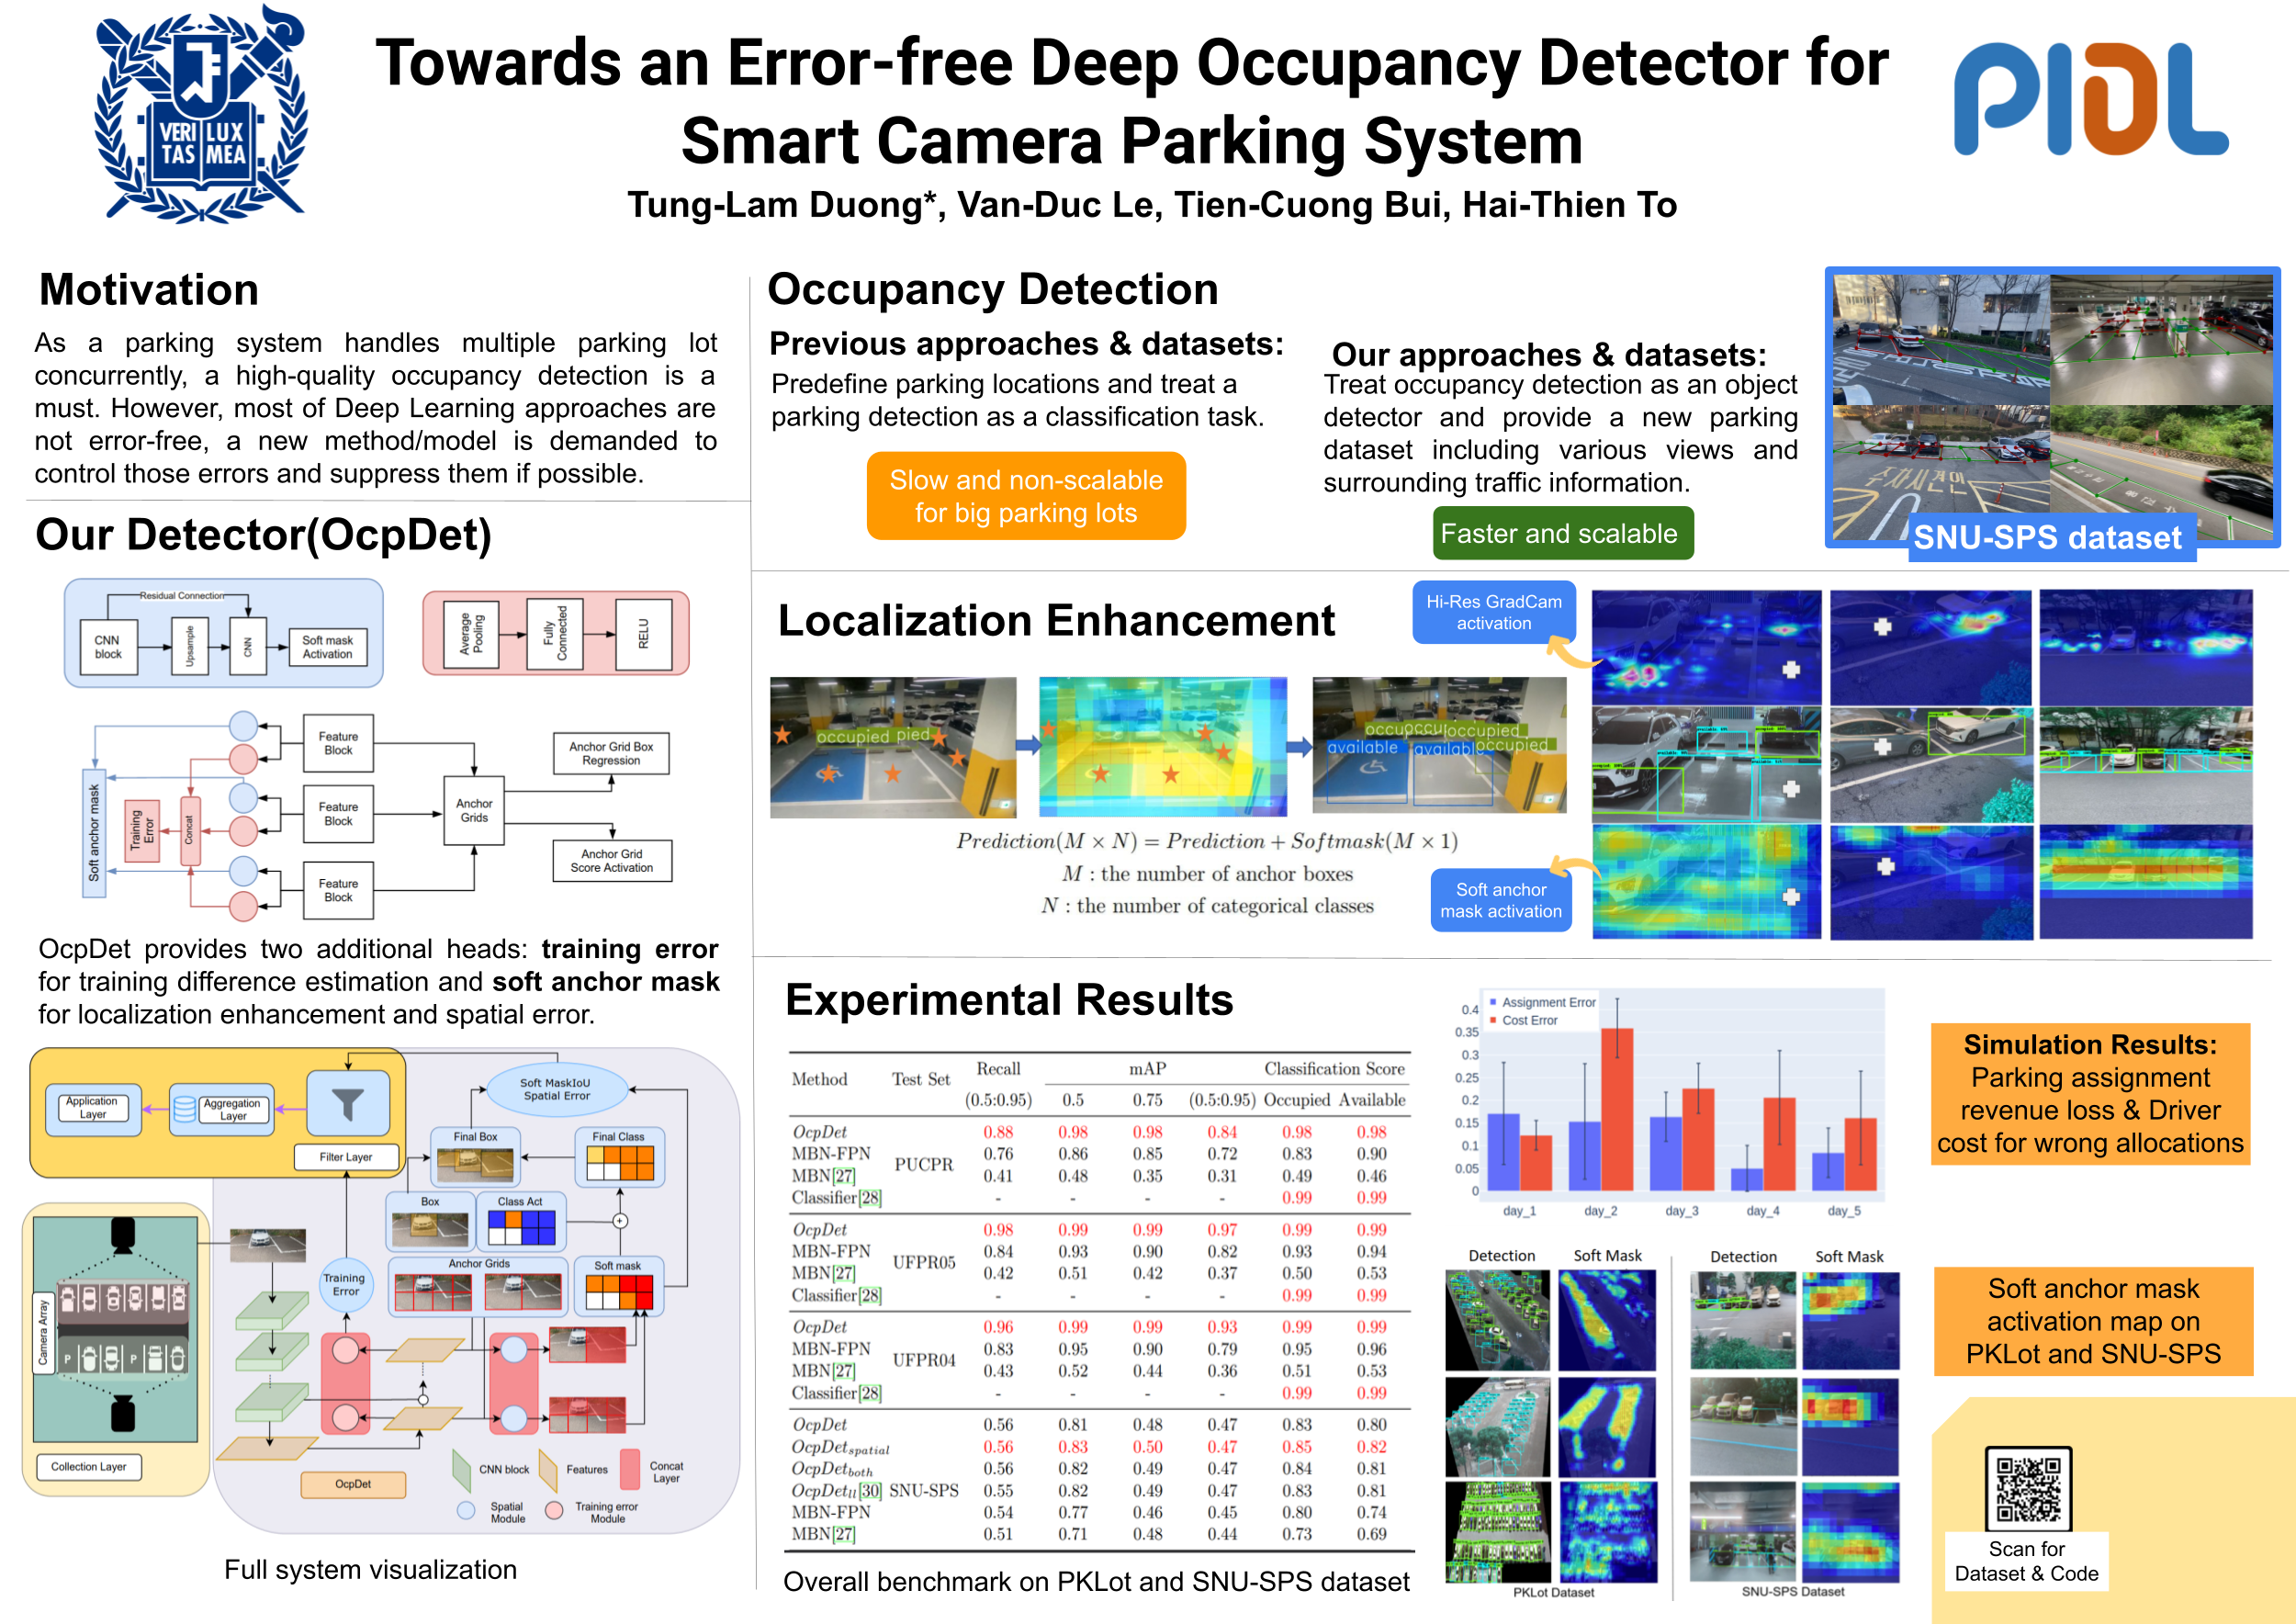 VERI LUX
TAS MEA
Towards an Error-free Deep Occupancy Detector for
Smart Camera Parking System
Tung-Lam Duong*, Van-Duc Le, Tien-Cuong Bui, Hai-Thien To
PIDL
Motivation
As a parking system handles multiple parking lot
concurrently, a high-quality occupancy detection is a
must. However, most of Deep Learning approaches are
not error-free, a new method/model is demanded to
control those errors and suppress them if possible.
Our Detector(OcpDet)
Residual Connection
CNN
block
Upsample
CNN
Soft mask
Activation
Average
Pooling
Fully
Connected
RELU
Soft anchor mask
Training
Error
Concat
Feature
Block
Feature
Block
Feature
Block
Anchor
Grids
Anchor Grid Box
Regression
Anchor Grid
Score Activation
OcpDet provides two additional heads: training error
for training difference estimation and soft anchor mask
for localization enhancement and spatial error.
Application
Layer
Aggregation
Layer
Filter Layer
Soft MaskIoU
Spatial Error
Final Box
Final Class
Box
Class Act
Anchor Grids
Soft mask
Training
Error
Camera Array
P
P
Collection Layer
OcpDet
CNN block
Features
Concat
Layer
Spatial
Module
Training error
Module
Full system visualization
Occupancy Detection
Previous approaches & datasets:
Predefine parking locations and treat a
parking detection as a classification task.
Slow and non-scalable
for big parking lots
Our approaches & datasets:
Treat occupancy detection as an object
detector and provide a new parking
dataset including various views and
surrounding traffic information.
Faster and scalable
SNU-SPS dataset
Localization Enhancement
Hi-Res GradCam
activation
occupied pied
occupoccu occupied
available availabl occupied
Prediction(M × N) = Prediction + Softmask(M × 1)
M : the number of anchor boxes
N : the number of categorical classes
Soft anchor
mask activation
Experimental Results
Method Test Set Recall mAP Classification Score
(0.5:0.95) 0.5 0.75 (0.5:0.95) Occupied Available
OcpDet 0.88 0.98 0.98 0.84 0.98 0.98
MBN-FPN 0.76 0.86 0.85 0.72 0.83 0.90
PUCPR
MBN[27] 0.41 0.48 0.35 0.31 0.49 0.46
Classifier[28] - - - - 0.99 0.99
OcpDet 0.98 0.99 0.99 0.97 0.99 0.99
MBN-FPN 0.84 0.93 0.90 0.82 0.93 0.94
UFPR05
MBN[27] 0.42 0.51 0.42 0.37 0.50 0.53
Classifier[28] - - - - 0.99 0.99
OcpDet 0.96 0.99 0.99 0.93 0.99 0.99
MBN-FPN 0.83 0.95 0.90 0.79 0.95 0.96
UFPR04
MBN[27] 0.43 0.52 0.44 0.36 0.51 0.53
Classifier[28] - - - - 0.99 0.99
OcpDet 0.56 0.81 0.48 0.47 0.83 0.80
OcpDetspatial 0.56 0.83 0.50 0.47 0.85 0.82
OcpDetboth 0.56 0.82 0.49 0.47 0.84 0.81
OcpDetll[30] SNU-SPS 0.55 0.82 0.49 0.47 0.83 0.81
MBN-FPN 0.54 0.77 0.46 0.45 0.80 0.74
MBN[27] 0.51 0.71 0.48 0.44 0.73 0.69
Overall benchmark on PKLot and SNU-SPS dataset
Assignment Error
Cost Error
0.4
0.35
0.3
0.25
0.2
0.15
0.1
0.05
0
day_1 day_2 day_3 day_4 day_5
Simulation Results:
Parking assignment
revenue loss & Driver
cost for wrong allocations
Detection Soft Mask Detection Soft Mask
PKLot Dataset SNU-SPS Dataset
Soft anchor mask
activation map on
PKLot and SNU-SPS
Scan for
Dataset & Code